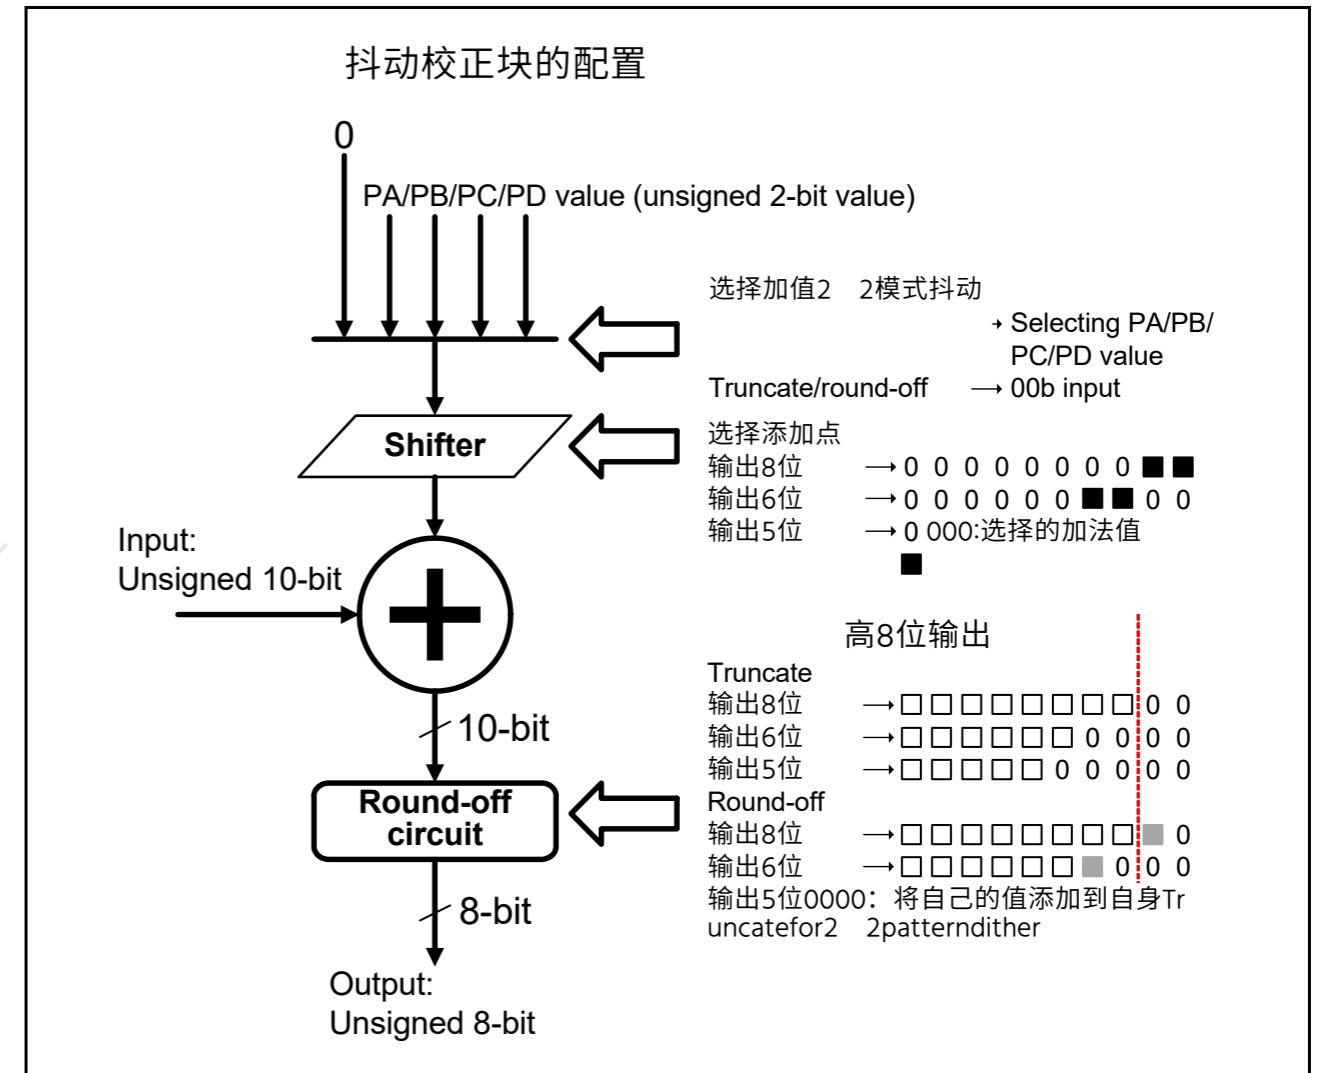 抖动校正块的配置
0
PA/PB/PC/PD value (unsigned 2-bit value)
选择加值2 2模式抖动
→ Selecting PA/PB/
PC/PD value
Truncate/round-off → 00b input
Shifter
选择添加点
输出8位 → 0 0 0 0 0 0 0 0 ■ ■
输出6位 → 0 0 0 0 0 0 ■ ■ 0 0
输出5位 → 0 000:选择的加法值
■
Input:
Unsigned 10-bit
高8位输出
Truncate
输出8位 → □ □ □ □ □ □ □ □ 0 0
输出6位 → □ □ □ □ □ □ 0 0 0 0
输出5位 → □ □ □ □ □ 0 0 0 0 0
10-bit
Round-off
circuit
Round-off
输出8位 → □ □ □ □ □ □ □ □ ■ 0
输出6位 → □ □ □ □ □ □ ■ 0 0 0
输出5位0000：将自己的值添加到自身Tr
uncatefor2 2patterndither
8-bit
Output:
Unsigned 8-bit